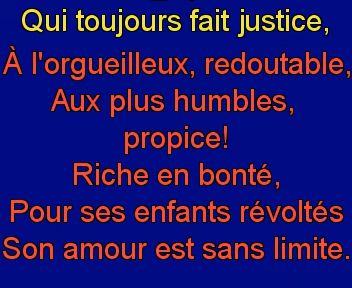 Qui toujours fait justice,
À l'orgueilleux, redoutable,
Aux plus humbles,
propice!
Riche en bonté,
Pour ses enfants révoltés
Son amour est sans limite.